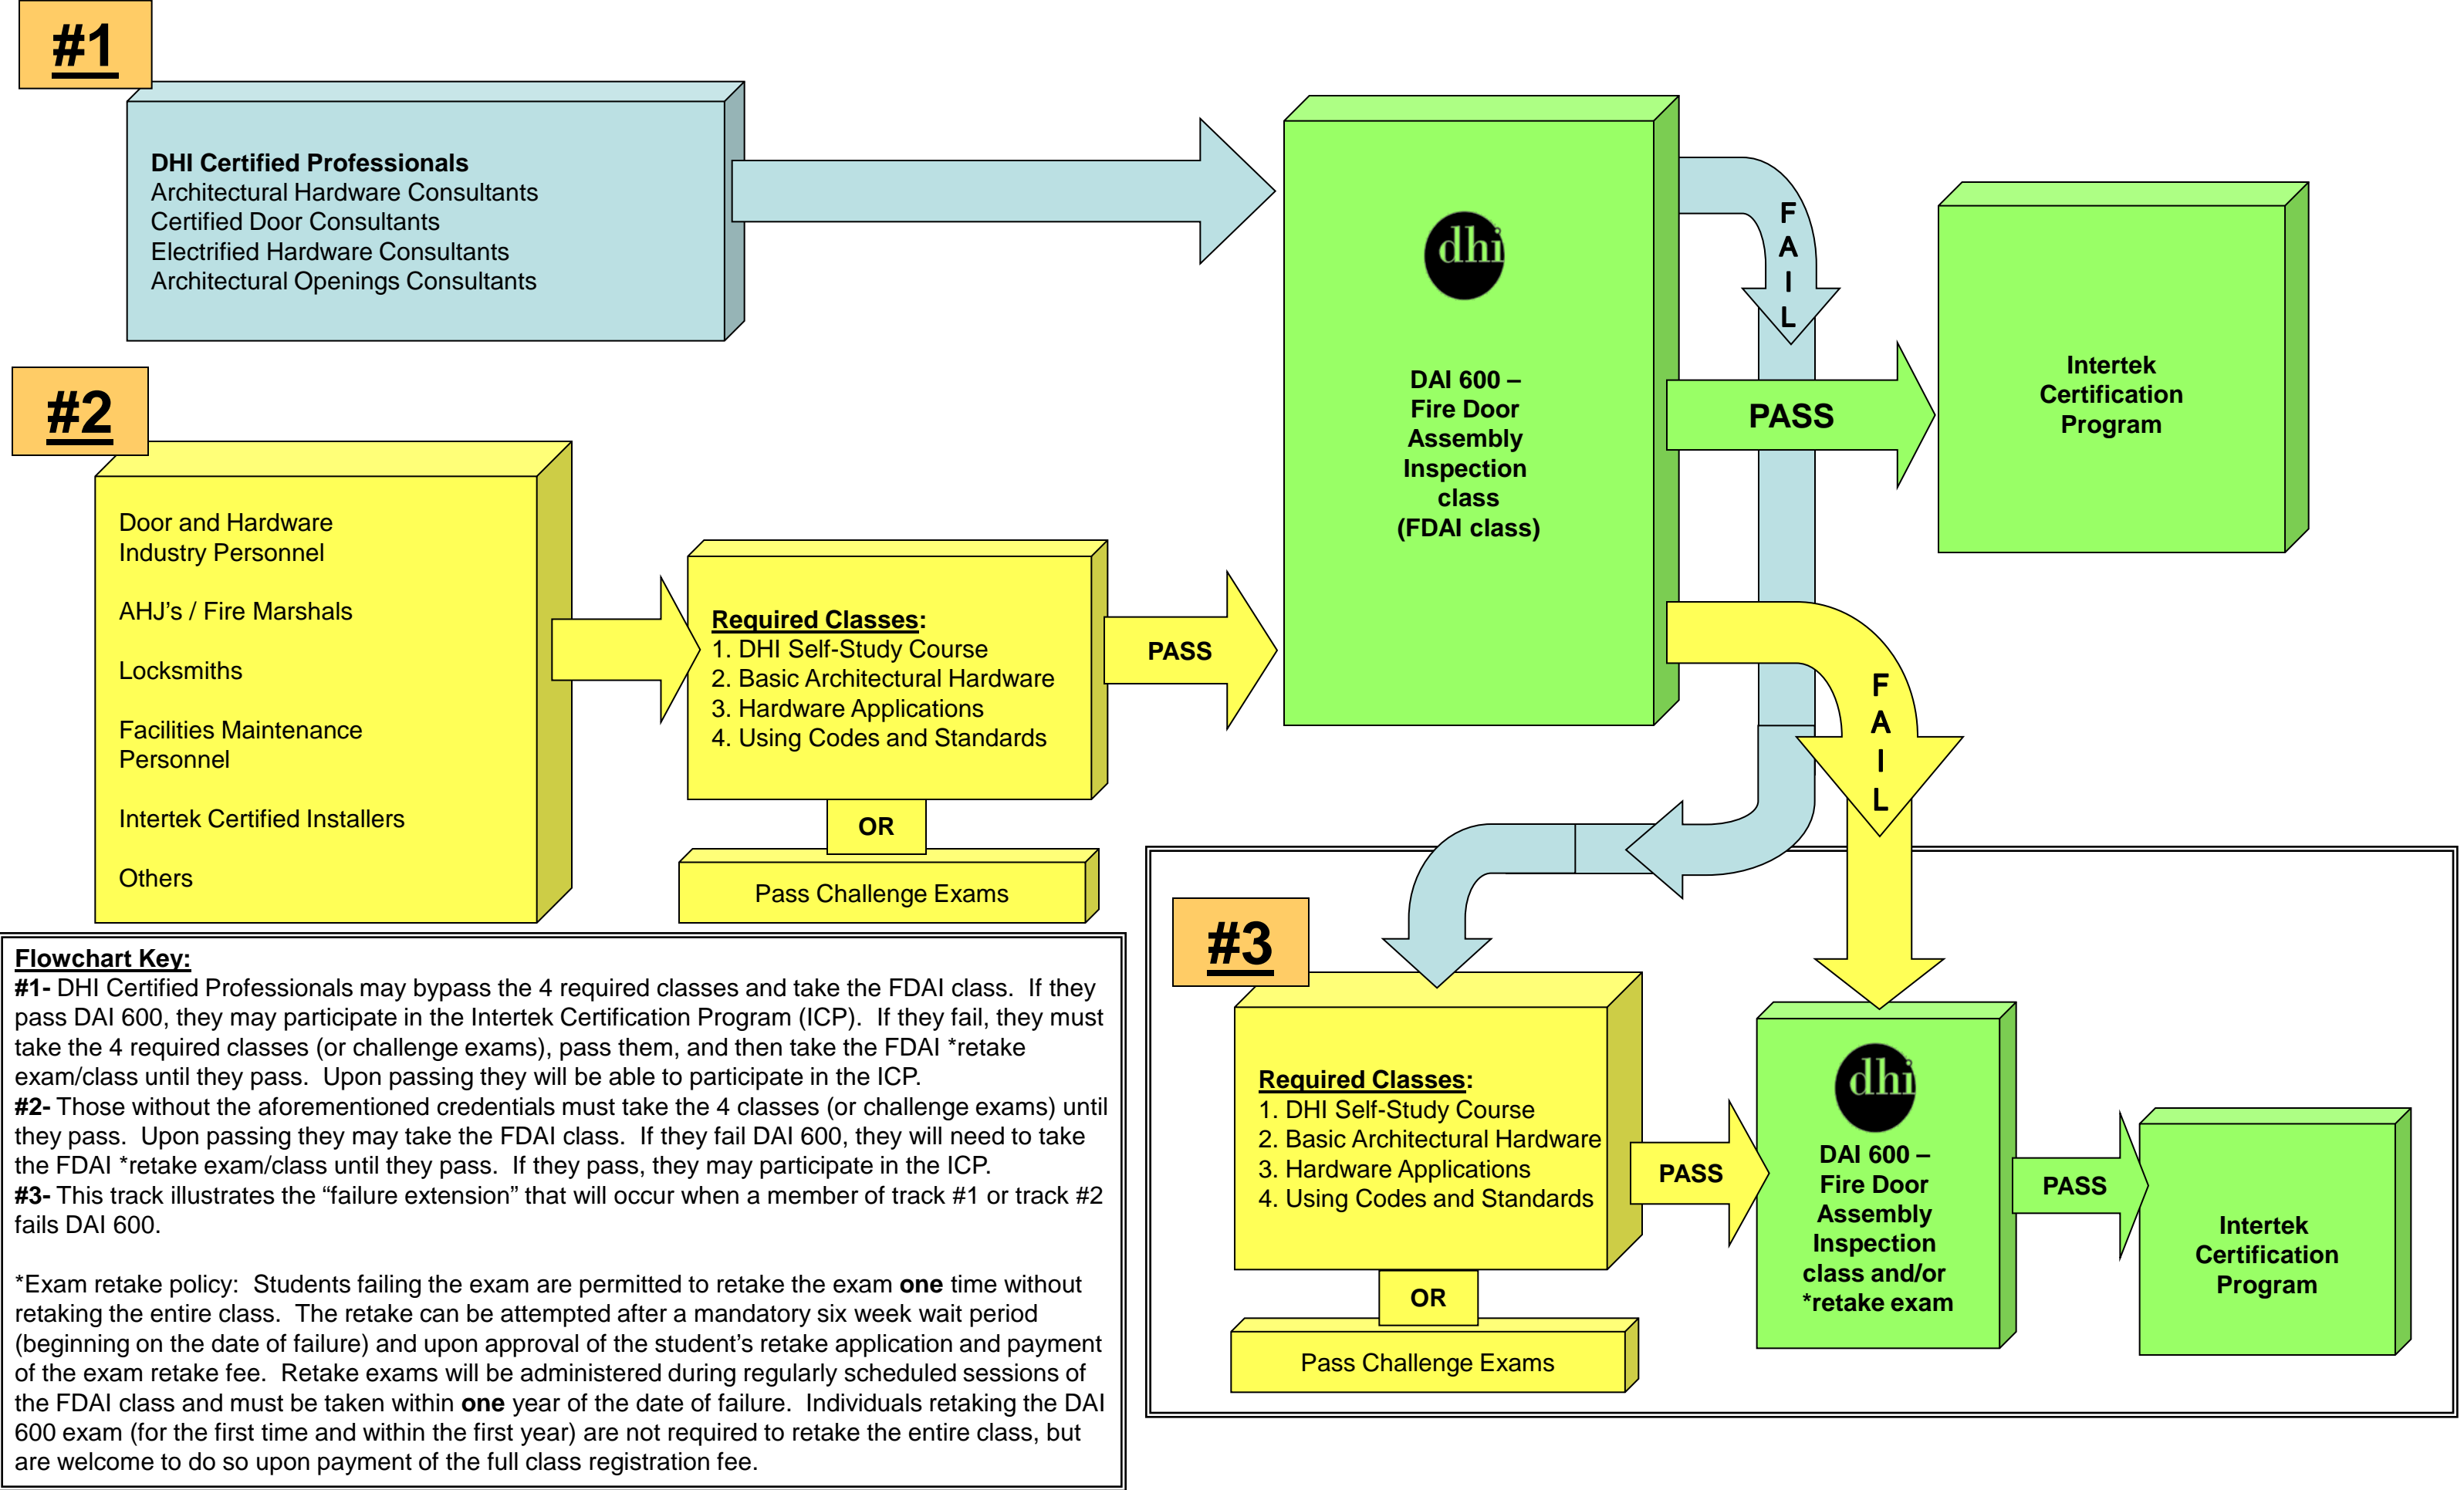 #1
DHI Certified Professionals
Architectural Hardware Consultants
Certified Door Consultants
Electrified Hardware Consultants
Architectural Openings Consultants
dhi
DAI 600 –
Fire Door
Assembly
Inspection
class
(FDAI class)
FAIL
PASS
Intertek
Certification
Program
#2
Door and Hardware
Industry Personnel
AHJ's / Fire Marshals
Locksmiths
Facilities Maintenance
Personnel
Intertek Certified Installers
Others
Required Classes:
1. DHI Self-Study Course
2. Basic Architectural Hardware
3. Hardware Applications
4. Using Codes and Standards
OR
Pass Challenge Exams
PASS
FAIL
Flowchart Key:
#1- DHI Certified Professionals may bypass the 4 required classes and take the FDAI class. If they
pass DAI 600, they may participate in the Intertek Certification Program (ICP). If they fail, they must
take the 4 required classes (or challenge exams), pass them, and then take the FDAI *retake
exam/class until they pass. Upon passing they will be able to participate in the ICP.
#2- Those without the aforementioned credentials must take the 4 classes (or challenge exams) until
they pass. Upon passing they may take the FDAI class. If they fail DAI 600, they will need to take
the FDAI *retake exam/class until they pass. If they pass, they may participate in the ICP.
#3- This track illustrates the “failure extension” that will occur when a member of track #1 or track #2
fails DAI 600.
*Exam retake policy: Students failing the exam are permitted to retake the exam one time without
retaking the entire class. The retake can be attempted after a mandatory six week wait period
(beginning on the date of failure) and upon approval of the student's retake application and payment
of the exam retake fee. Retake exams will be administered during regularly scheduled sessions of
the FDAI class and must be taken within one year of the date of failure. Individuals retaking the DAI
600 exam (for the first time and within the first year) are not required to retake the entire class, but
are welcome to do so upon payment of the full class registration fee.
#3
Required Classes:
1. DHI Self-Study Course
2. Basic Architectural Hardware
3. Hardware Applications
4. Using Codes and Standards
OR
Pass Challenge Exams
PASS
dhi
DAI 600 –
Fire Door
Assembly
Inspection
class and/or
*retake exam
PASS
Intertek
Certification
Program